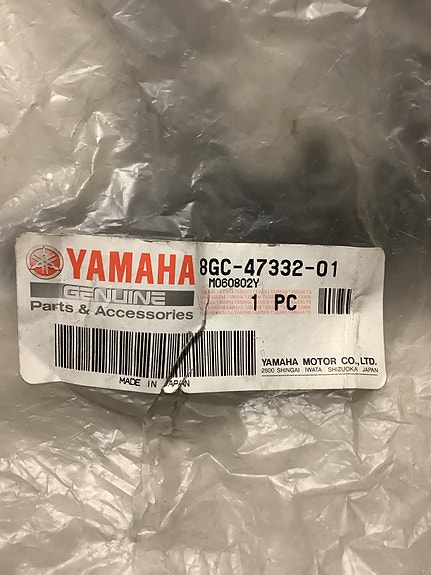 YAMAHA
GENUINE
Parts & Accessories
8GC-47332-01
M060802Y
1 PC
MADE IN JAPAN
YAMAHA MOTOR CO.,LTD.
2500 SHINGAI IWATA SHIZUOKA JAPAN